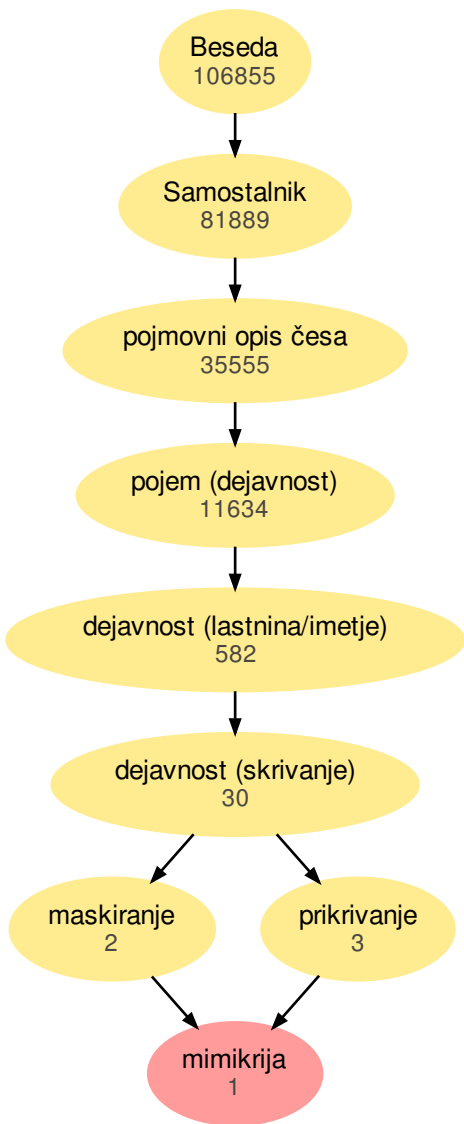 Beseda
106855
Samostalnik
81889
pojmovni opis česa
35555
pojem (dejavnost)
11634
dejavnost (lastnina/imetje)
582
dejavnost (skrivanje)
30
maskiranje
2
prikrivanje
3
mimikrija
1